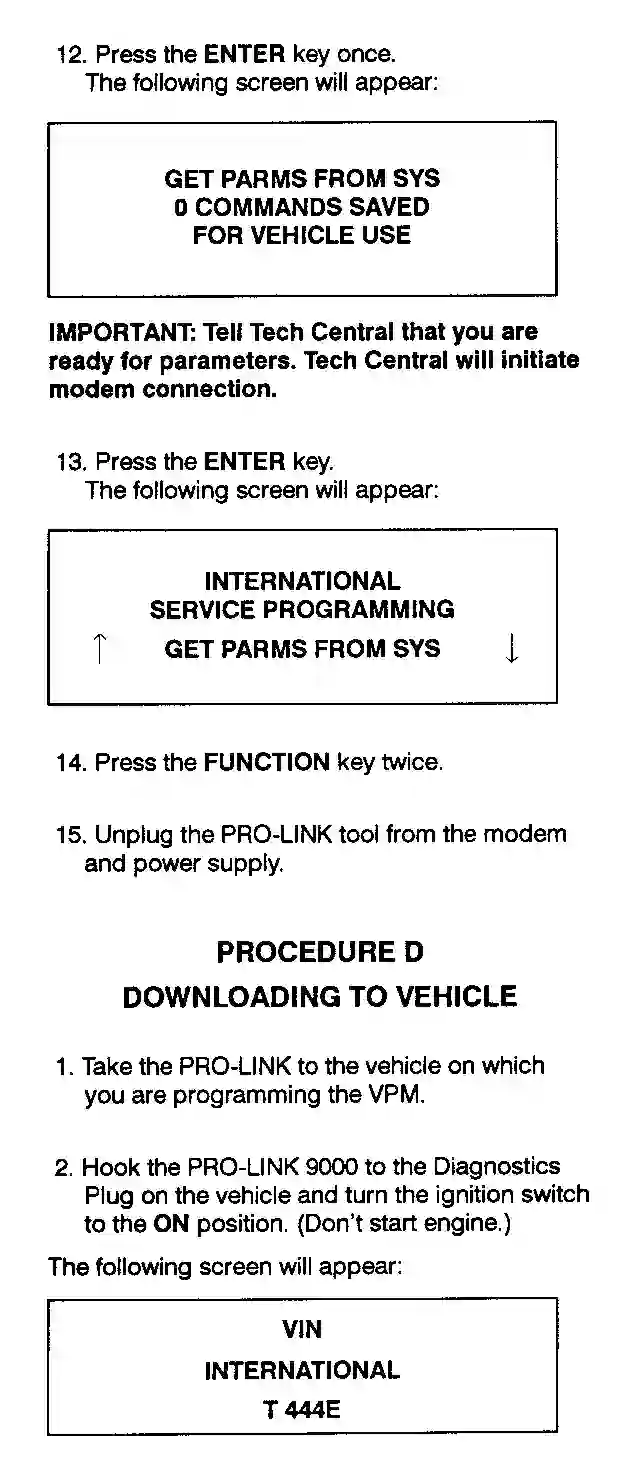 12. Press the ENTER key once.
The following screen will appear:
GET PARMS FROM SYS
0 COMMANDS SAVED
FOR VEHICLE USE
IMPORTANT: Tell Tech Central that you are
ready for parameters. Tech Central will initiate
modem connection.
13. Press the ENTER key.
The following screen will appear:
INTERNATIONAL
SERVICE PROGRAMMING
↑ GET PARMS FROM SYS ↓
14. Press the FUNCTION key twice.
15. Unplug the PRO-LINK tool from the modem
and power supply.
PROCEDURE D
DOWNLOADING TO VEHICLE
1. Take the PRO-LINK to the vehicle on which
you are programming the VPM.
2. Hook the PRO-LINK 9000 to the Diagnostics
Plug on the vehicle and turn the ignition switch
to the ON position. (Don't start engine.)
The following screen will appear:
VIN
INTERNATIONAL
T 444E